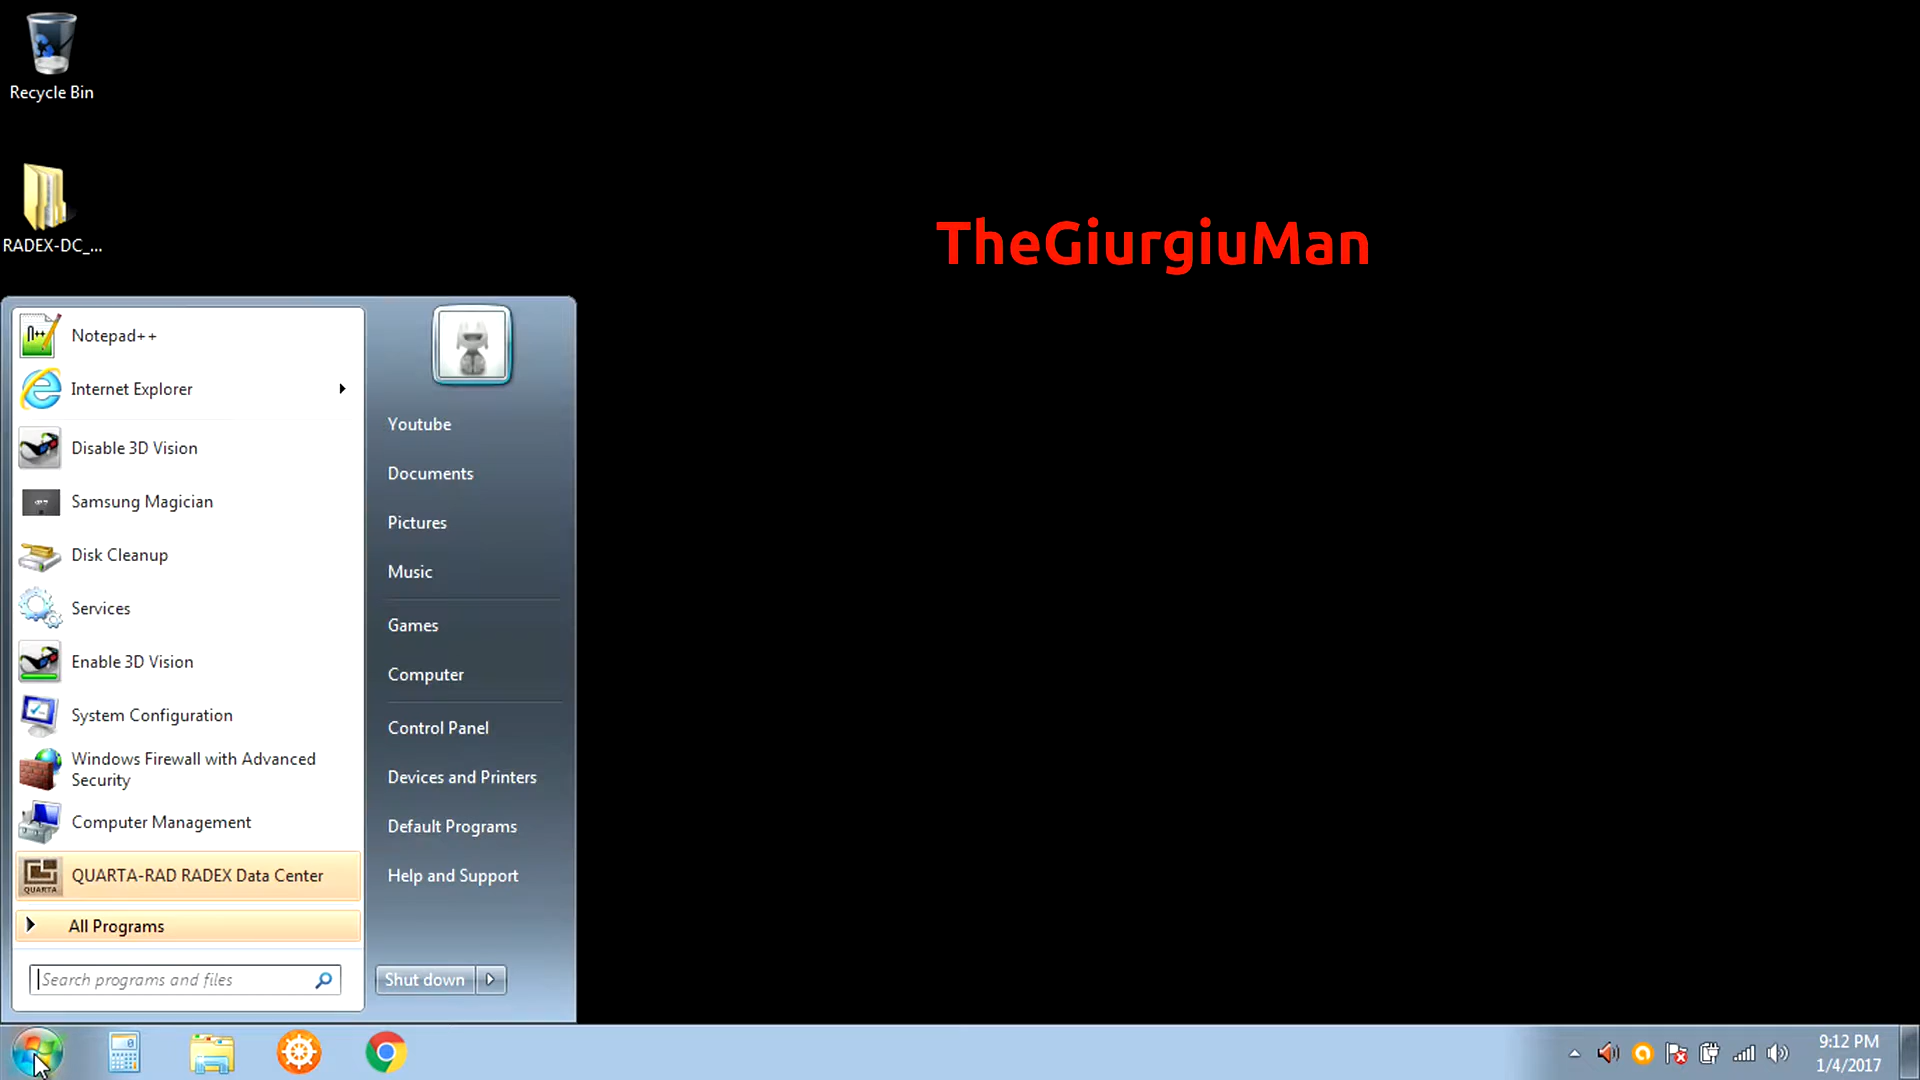 Recycle Bin
RADEX-DC_...
TheGiurgiuMan
Notepad++
Internet Explorer
Disable 3D Vision
Samsung Magician
Disk Cleanup
Services
Enable 3D Vision
System Configuration
Windows Firewall with Advanced
Security
Computer Management
QUARTA
QUARTA-RAD RADEX Data Center
All Programs
Search programs and files
Youtube
Documents
Pictures
Music
Games
Computer
Control Panel
Devices and Printers
Default Programs
Help and Support
Shut down
9:12 PM
1/4/2017